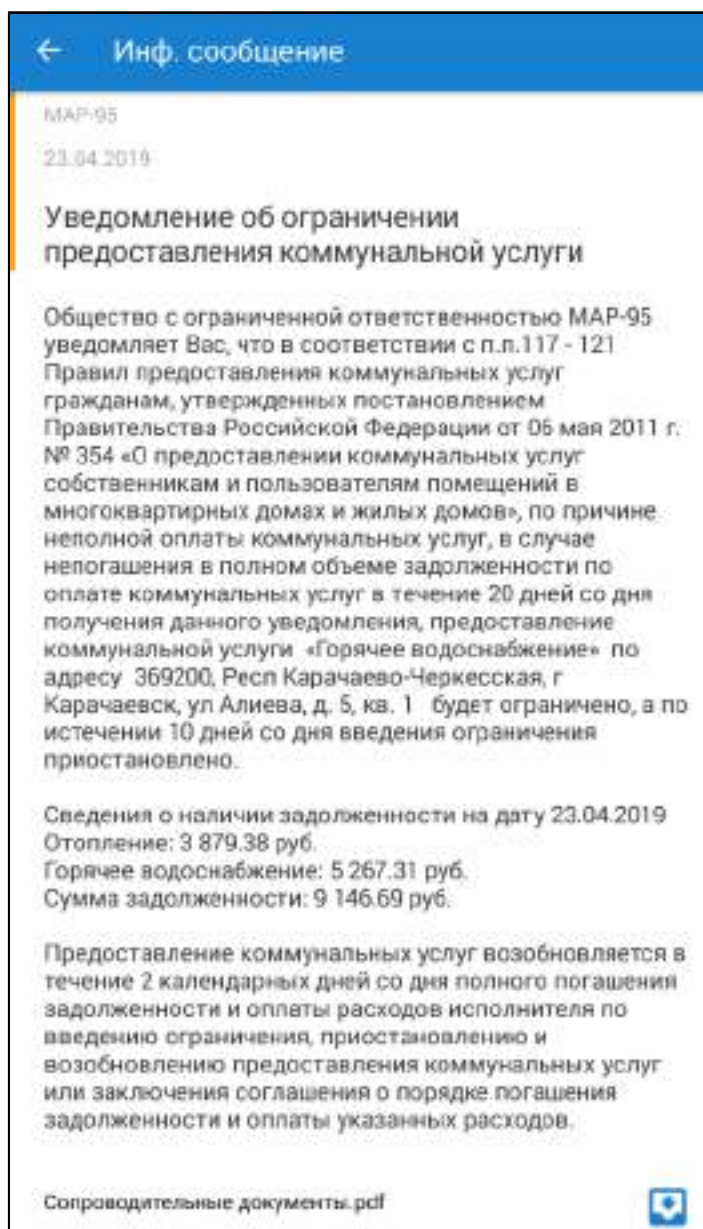 Инф. сообщение
МАР-95
23.04.2019
Уведомление об ограничении
предоставления коммунальной услуги
Общество с ограниченной ответственностью МАР-95
уведомляет Вас, что в соответствии с п.п.117 - 121
Правил предоставления коммунальных услуг
гражданам, утвержденных постановлением
Правительства Российской Федерации от 06 мая 2011 г.
№ 354 «О предоставлении коммунальных услуг
собственникам и пользователям помещений в
многоквартирных домах и жилых домов», по причине
неполной оплаты коммунальных услуг, в случае
непогашения в полном объеме задолженности по
оплате коммунальных услуг в течение 20 дней со дня
получения данного уведомления, предоставление
коммунальной услуги «Горячее водоснабжение» по
адресу 369200, Респ Карачаево-Черкесская, г
Карачаевск, ул Алиева, д. 5, кв. 1 будет ограничено, а по
истечении 10 дней со дня введения ограничения
приостановлено.
Сведения о наличии задолженности на дату 23.04.2019
Отопление: 3 879.38 руб.
Горячее водоснабжение: 5 267.31 руб.
Сумма задолженности: 9 146.69 руб.
Предоставление коммунальных услуг возобновляется в
течение 2 календарных дней со дня полного погашения
задолженности и оплаты расходов исполнителя по
введению ограничения, приостановлению и
возобновлению предоставления коммунальных услуг
или заключения соглашения о порядке погашения
задолженности и оплаты указанных расходов.
Сопроводительные документы.pdf